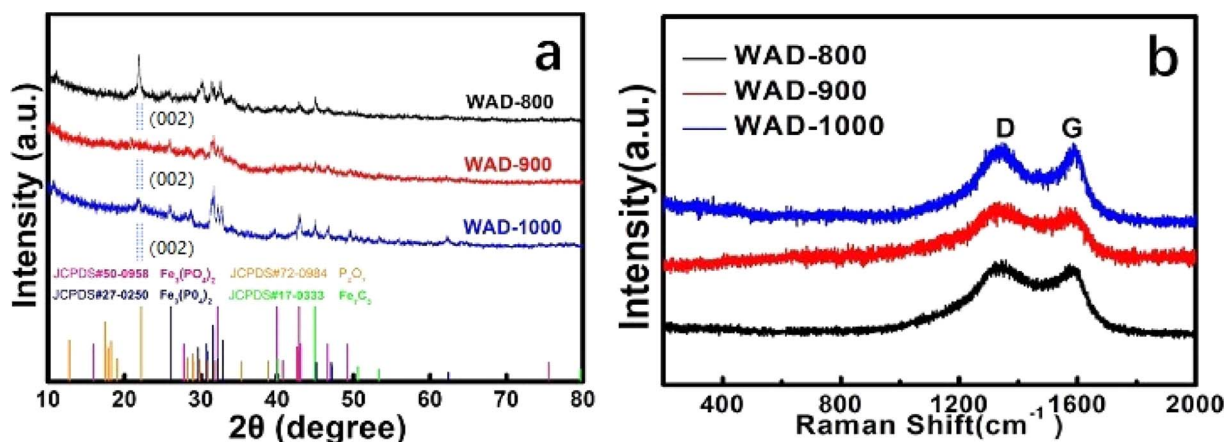 a
Intensity (a.u.)
WAD-800
(002)
WAD-900
(002)
WAD-1000
(002)
JCPDS#50-0958 Fe3(PO4)2 JCPDS#72-0984
JCPDS#27-0250 Fe3(PO4)2 JCPDS#17-0333
10 20 30 40 50 60 70 80
2θ (degree)
b
Intensity(a.u.)
WAD-800
WAD-900
WAD-1000
D G
400 800 1200 1600 2000
Raman Shift(cm⁻¹)